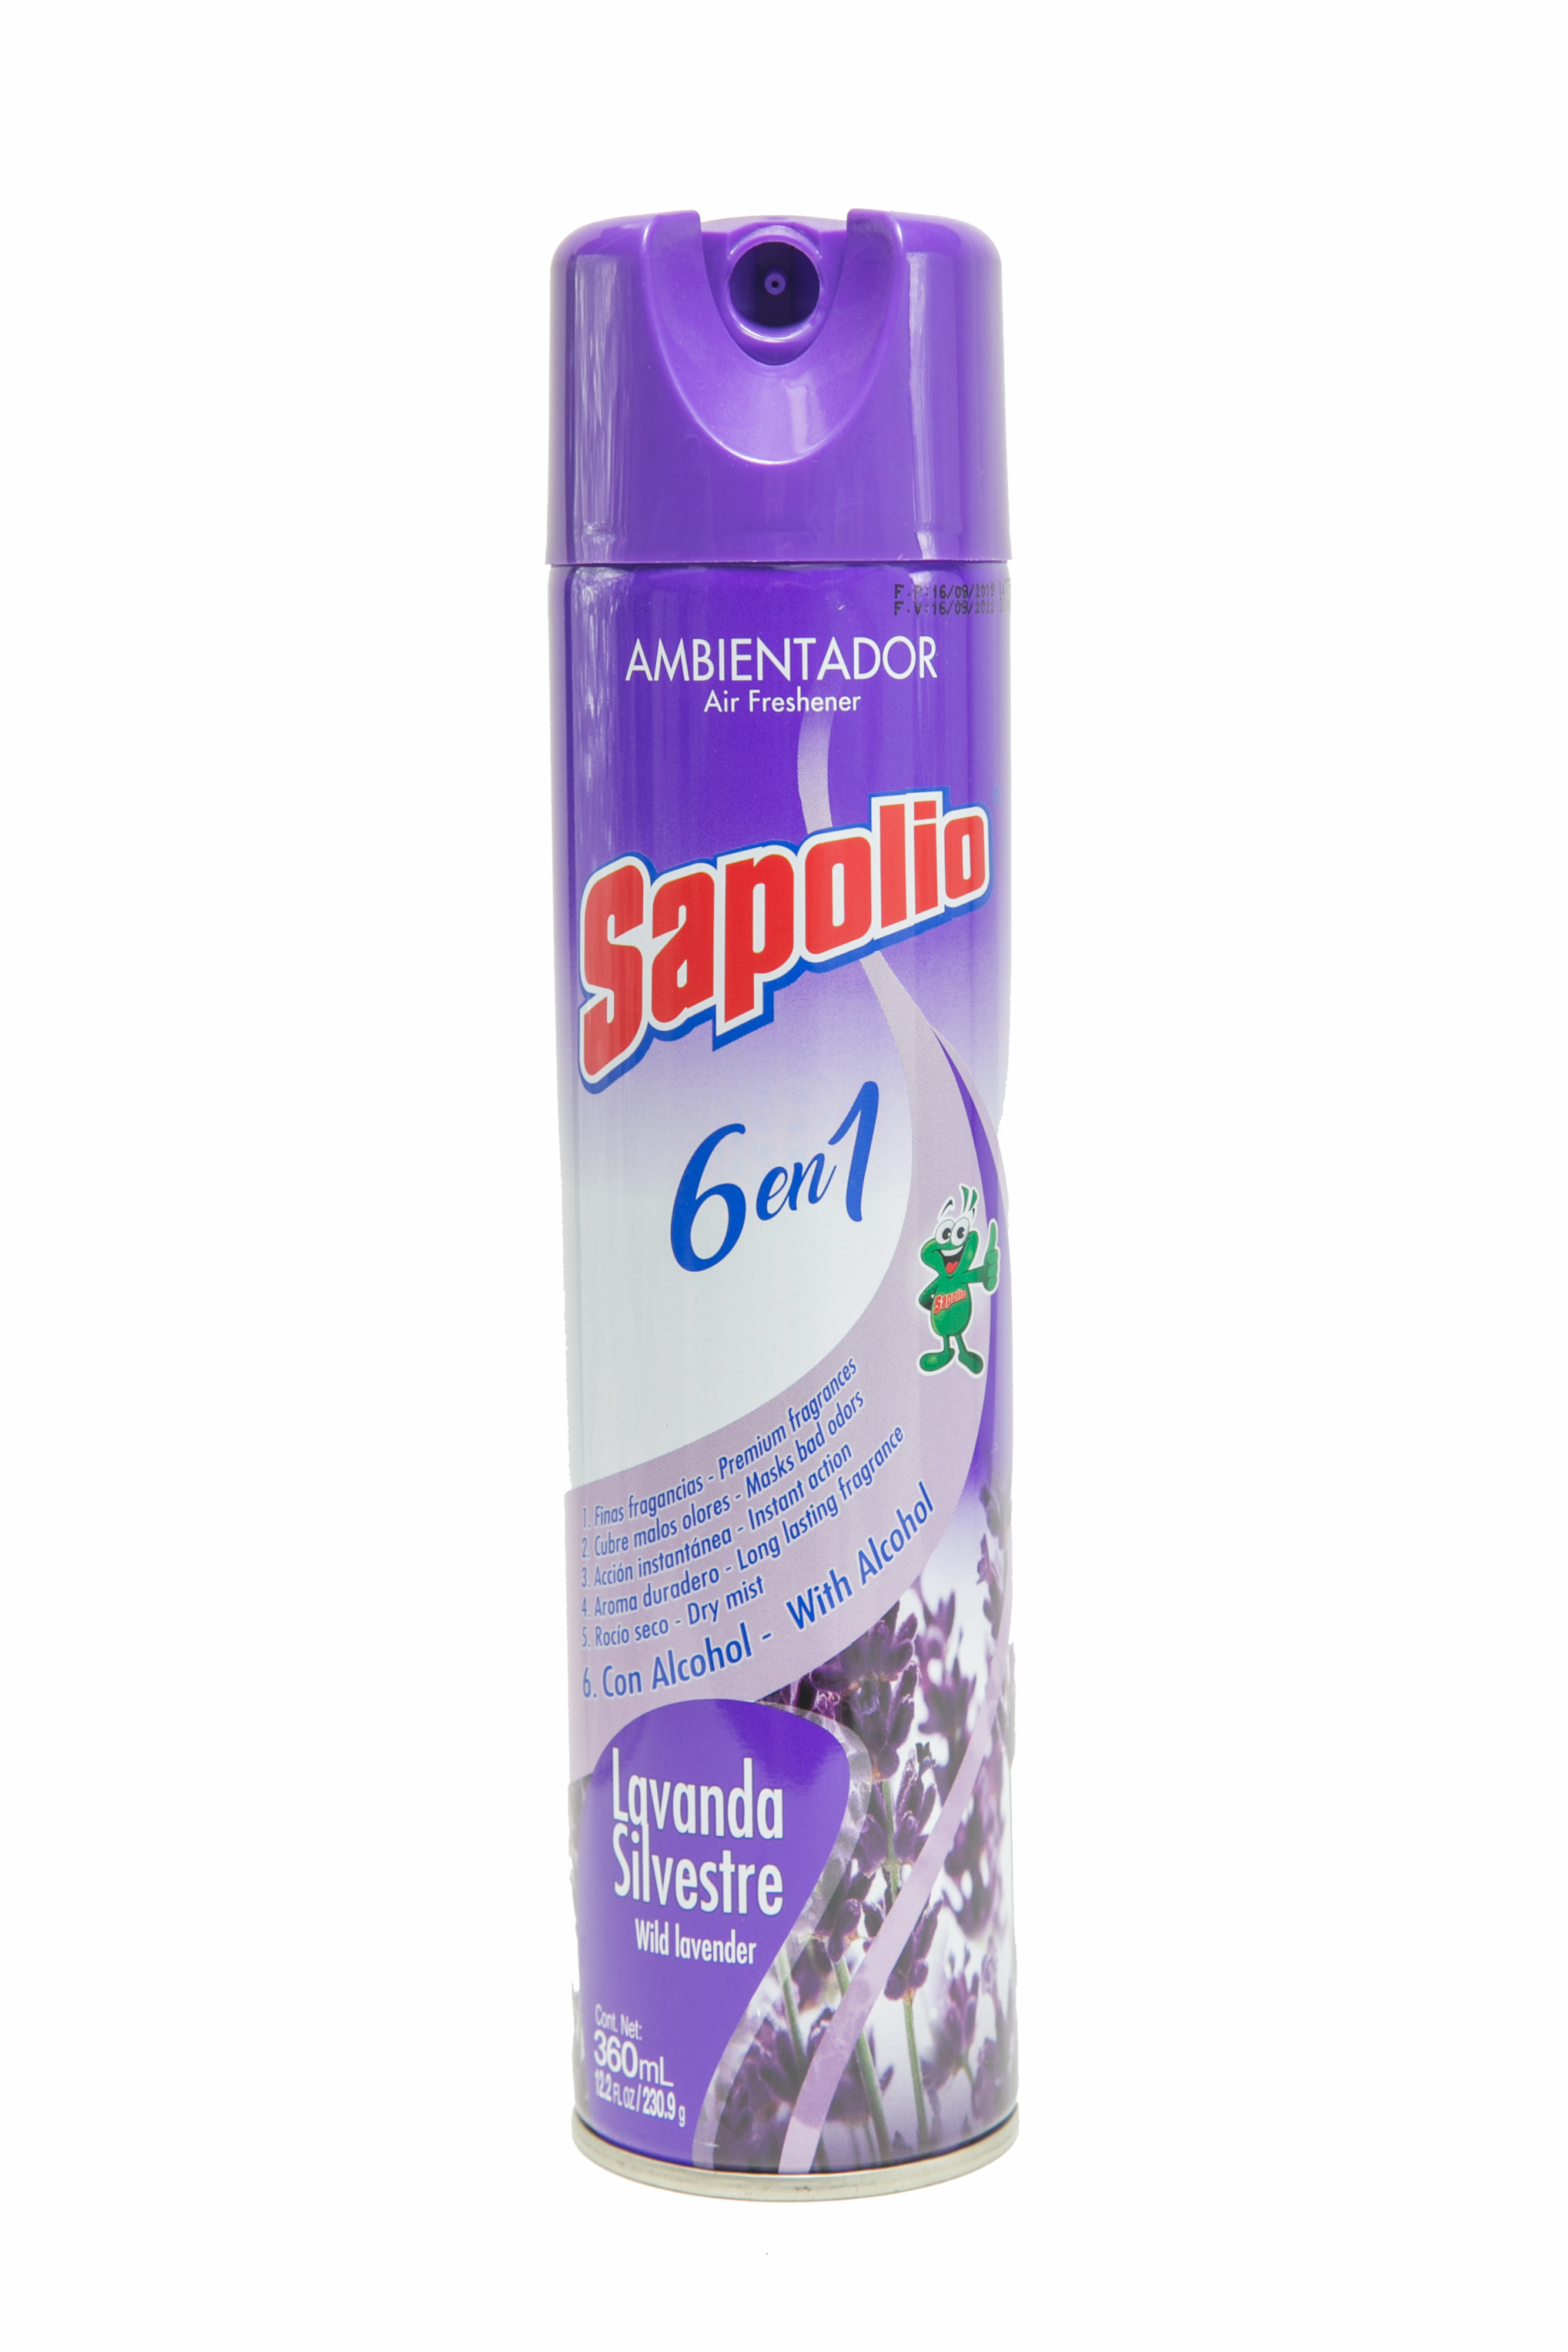 F.P:16/09/2019
F.V:16/09/2022
AMBIENTADOR
Air Freshener
Sapolio
6 en 1
Sapolio
1. Finas fragancias - Premium fragrances
2. Cubre malos olores - Masks bad odors
3. Acción instantánea - Instant action
4. Aroma duradero - Long lasting fragrance
5. Rocío seco - Dry mist
6. Con Alcohol - With Alcohol
Lavanda
Silvestre
Wild lavender
Cont. Net:
360mL
12.2 FL OZ / 230.9 g